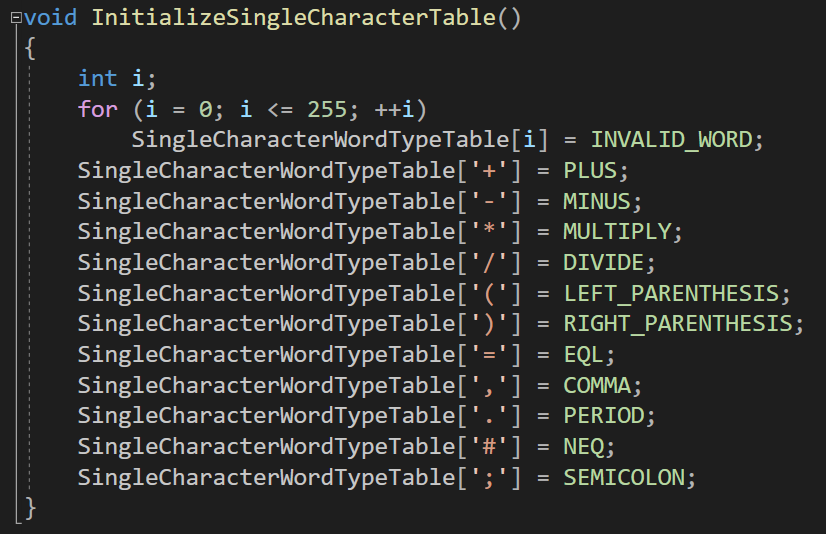 void InitializeSingleCharacterTable()
{
    int i;
    for (i = 0; i <= 255; ++i)
        SingleCharacterWordTypeTable[i] = INVALID_WORD;
    SingleCharacterWordTypeTable['+'] = PLUS;
    SingleCharacterWordTypeTable['-'] = MINUS;
    SingleCharacterWordTypeTable['*'] = MULTIPLY;
    SingleCharacterWordTypeTable['/'] = DIVIDE;
    SingleCharacterWordTypeTable['('] = LEFT_PARENTHESIS;
    SingleCharacterWordTypeTable[')'] = RIGHT_PARENTHESIS;
    SingleCharacterWordTypeTable['='] = EQL;
    SingleCharacterWordTypeTable[','] = COMMA;
    SingleCharacterWordTypeTable['.'] = PERIOD;
    SingleCharacterWordTypeTable['#'] = NEQ;
    SingleCharacterWordTypeTable[';'] = SEMICOLON;
}